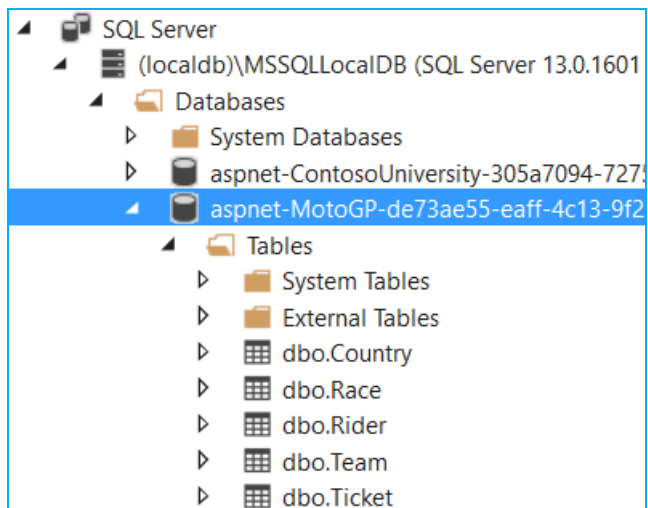 SQL Server
(localdb)\MSSQLLocalDB (SQL Server 13.0.1601
Databases
System Databases
aspnet-ContosoUniversity-305a7094-7275
aspnet-MotoGP-de73ae55-eaff-4c13-9f2
Tables
System Tables
External Tables
dbo.Country
dbo.Race
dbo.Rider
dbo.Team
dbo.Ticket